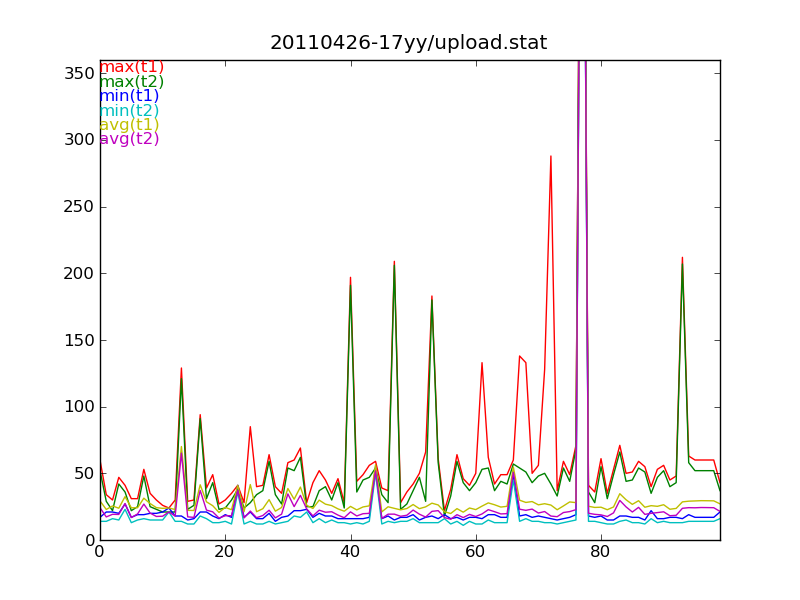 20110426-17yy/upload.stat
350
max(t1)
max(t2)
min(t1)
300
min(t2)
avg(t1)
avg(t2)
250
200
150
100
50
0
0 20 40 60 80